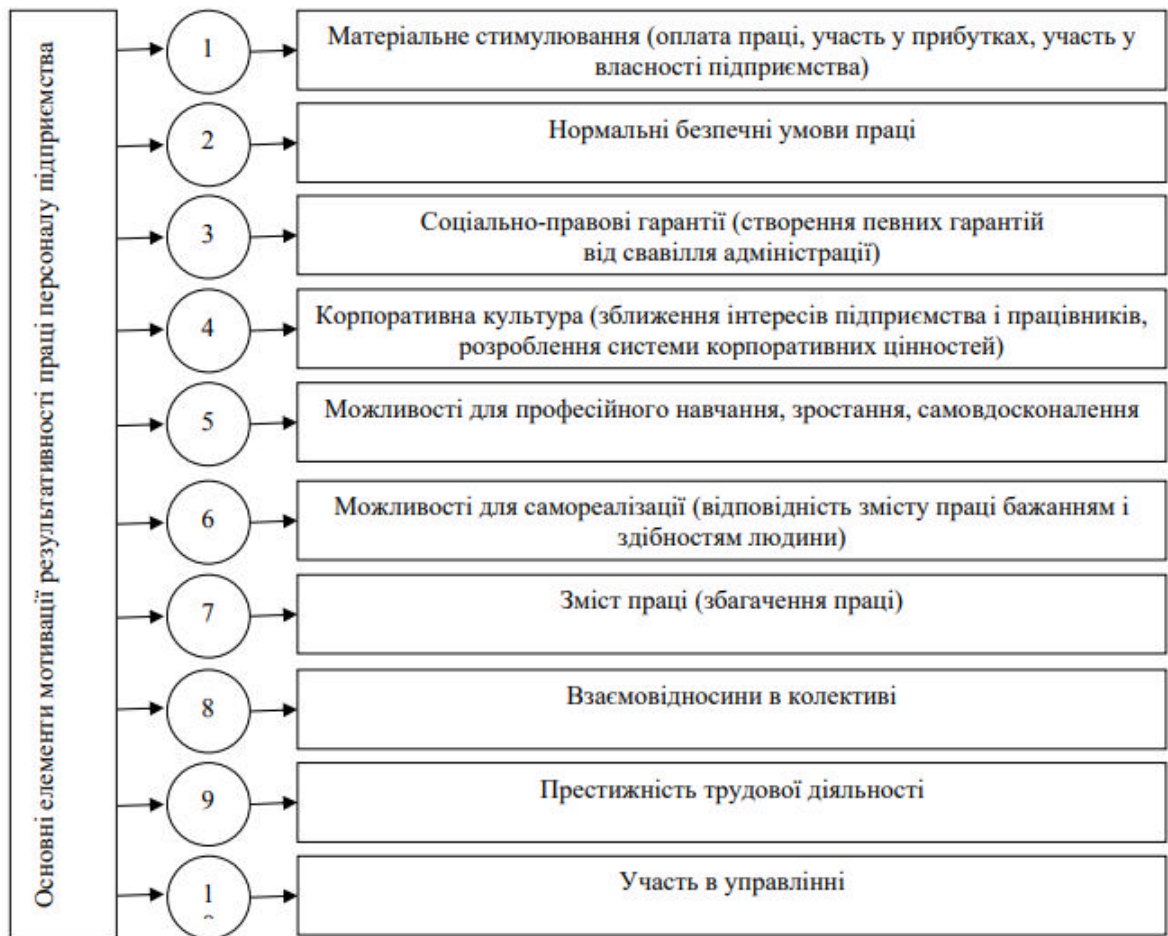 Основні елементи мотивації результативності праці персоналу підприємства
1
Матеріальне стимулювання (оплата праці, участь у прибутках, участь у
власності підприємства)
2
Нормальні безпечні умови праці
3
Соціально-правові гарантії (створення певних гарантій
від свавілля адміністрації)
4
Корпоративна культура (зближення інтересів підприємства і працівників,
розроблення системи корпоративних цінностей)
5
Можливості для професійного навчання, зростання, самовдосконалення
6
Можливості для самореалізації (відповідність змісту праці бажанням і
здібностям людини)
7
Зміст праці (збагачення праці)
8
Взаємовідносини в колективі
9
Престижність трудової діяльності
1
Участь в управлінні